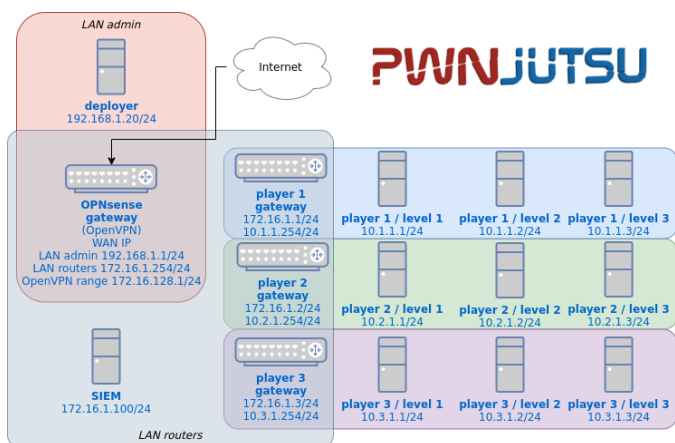 LAN admin
deployer
192.168.1.20/24
Internet
PWNJUTSU
OPNsense
gateway
(OpenVPN)
WAN IP
LAN admin 192.168.1.1/24
LAN routers 172.16.1.254/24
OpenVPN range 172.16.128.1/24
SIEM
172.16.1.100/24
LAN routers
player 1
gateway
172.16.1.1/24
10.1.1.254/24
player 1 / level 1
10.1.1.1/24
player 1 / level 2
10.1.1.2/24
player 1 / level 3
10.1.1.3/24
player 2
gateway
172.16.1.2/24
10.2.1.254/24
player 2 / level 1
10.2.1.1/24
player 2 / level 2
10.2.1.2/24
player 2 / level 3
10.2.1.3/24
player 3
gateway
172.16.1.3/24
10.3.1.254/24
player 3 / level 1
10.3.1.1/24
player 3 / level 2
10.3.1.2/24
player 3 / level 3
10.3.1.3/24